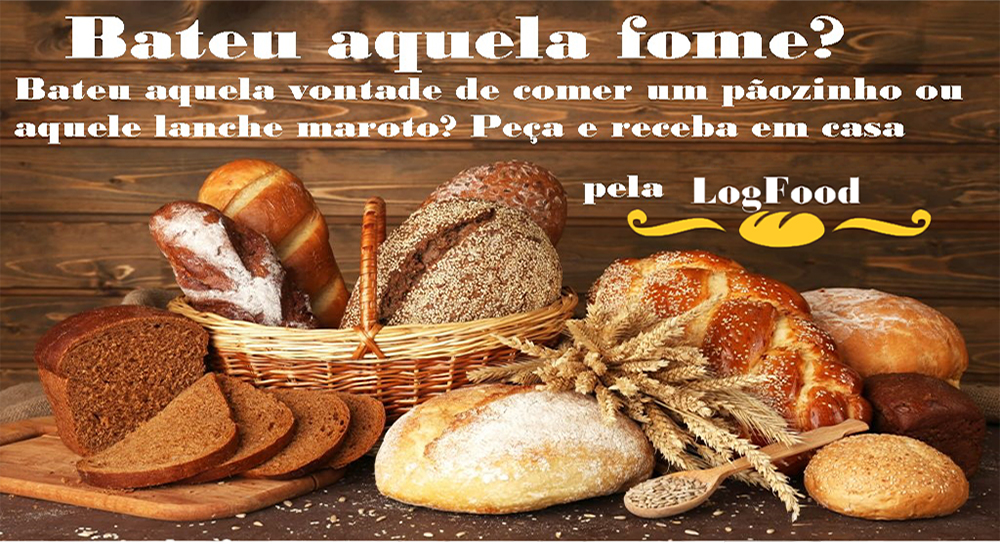 Bateu aquela fome?
Bateu aquela vontade de comer um pãozinho ou
aquele lanche maroto? Peça e receba em casa
pela LogFood